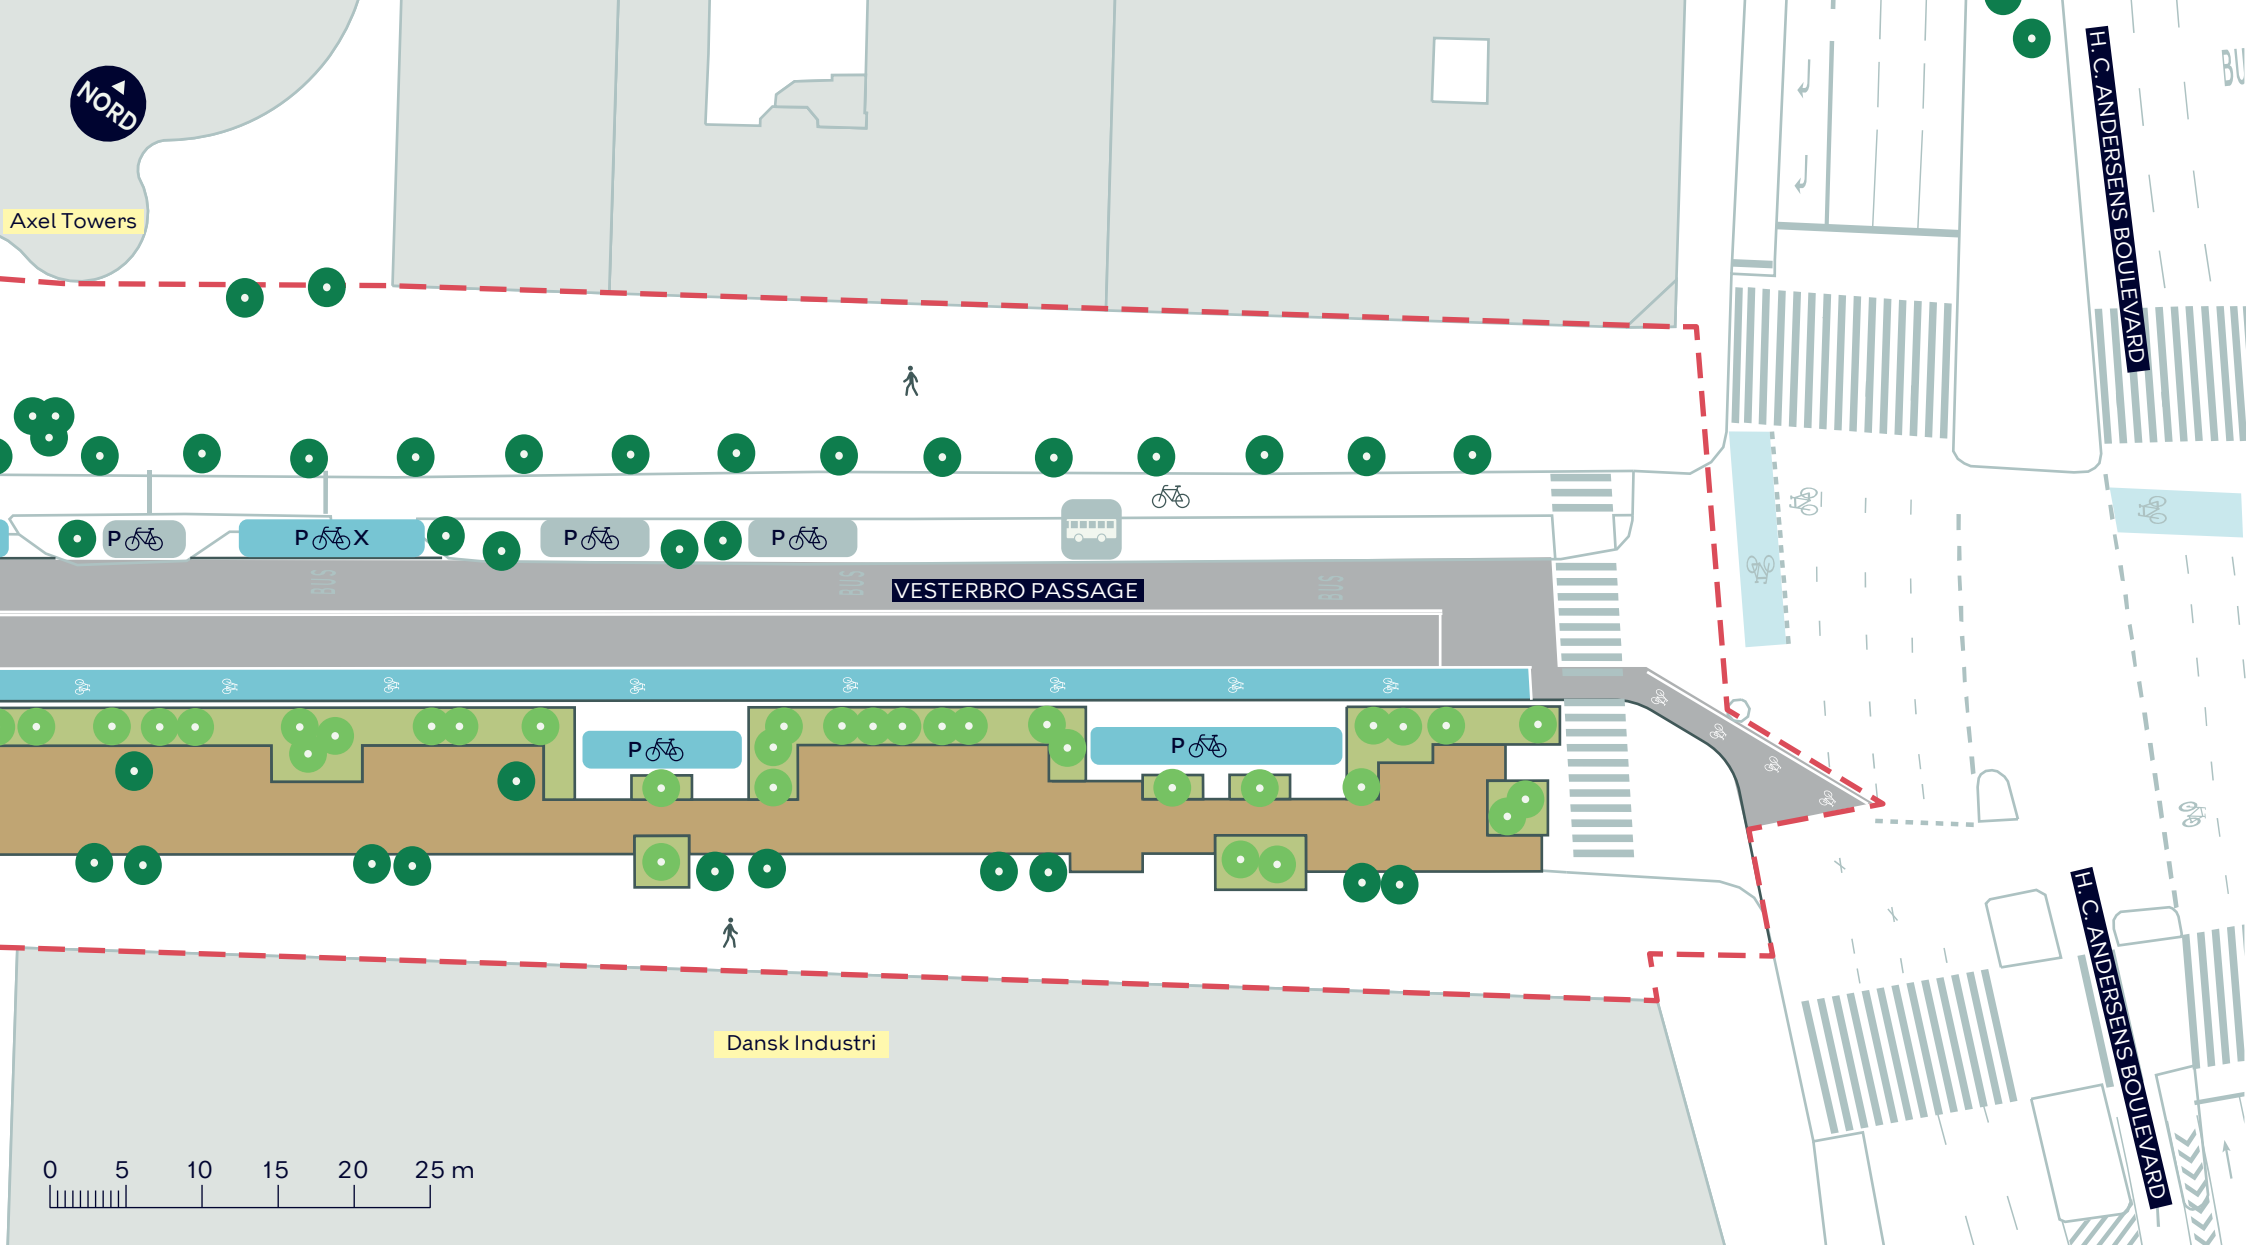 NORD
Axel Towers
H.C. ANDERSENS BOULEVARD
BU
P
P X
P
P
BUS
BUS
VESTERBRO PASSAGE
BUS
P
P
Dansk Industri
H.C. ANDERSENS BOULEVARD
0 5 10 15 20 25 m